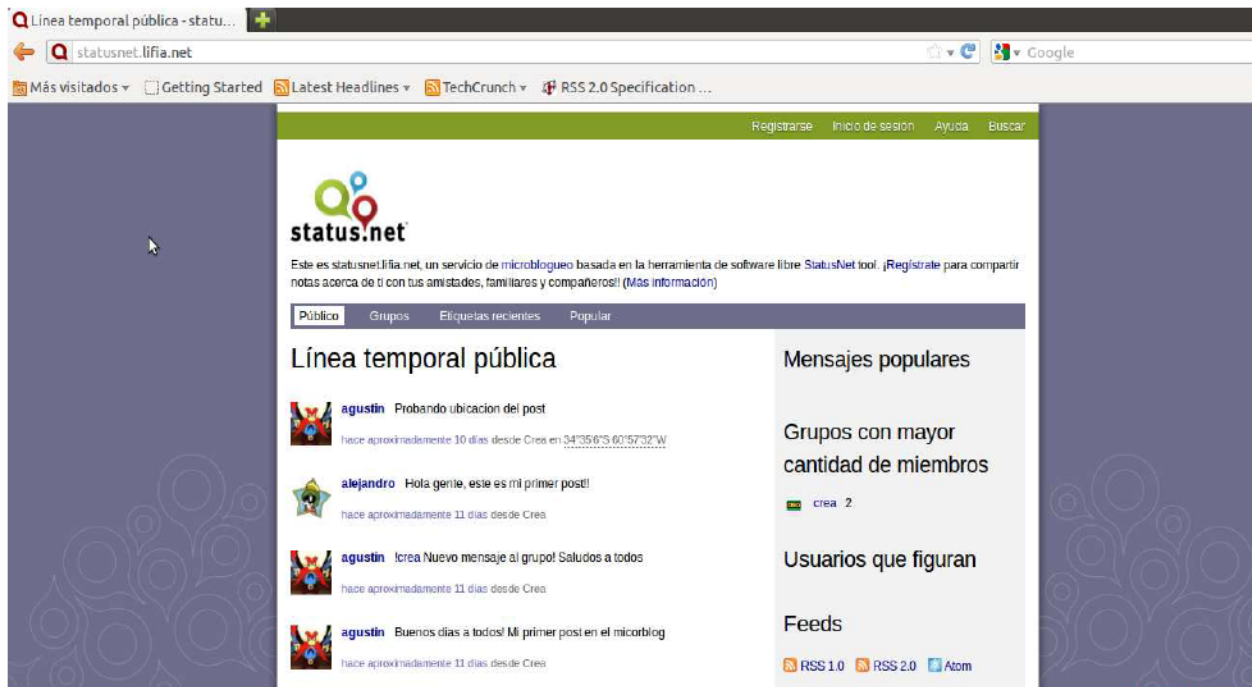 Línea temporal pública - statu...
statusnet.lifia.net
Google
Más visitados
Getting Started
Latest Headlines
TechCrunch
RSS 2.0 Specification ...
Registrarse Inicio de sesión Ayuda Buscar
status.net
Este es statusnet.lifia.net, un servicio de microblogueo basada en la herramienta de software libre StatusNet tool. ¡Regístrate para compartir
notas acerca de ti con tus amistades, familiares y compañeros!! (Más información)
Público Grupos Etiquetas recientes Popular
Línea temporal pública
agustin Probando ubicacion del post
hace aproximadamente 10 días desde Crea en 34°35'6"S 60°57'32"W
alejandro Hola gente, este es mi primer post!!
hace aproximadamente 11 días desde Crea
agustin !crea Nuevo mensaje al grupo! Saludos a todos
hace aproximadamente 11 días desde Crea
agustin Buenos dias a todos! Mi primer post en el micorblog
hace aproximadamente 11 días desde Crea
Mensajes populares
Grupos con mayor
cantidad de miembros
crea 2
Usuarios que figuran
Feeds
RSS 1.0 RSS 2.0 Atom